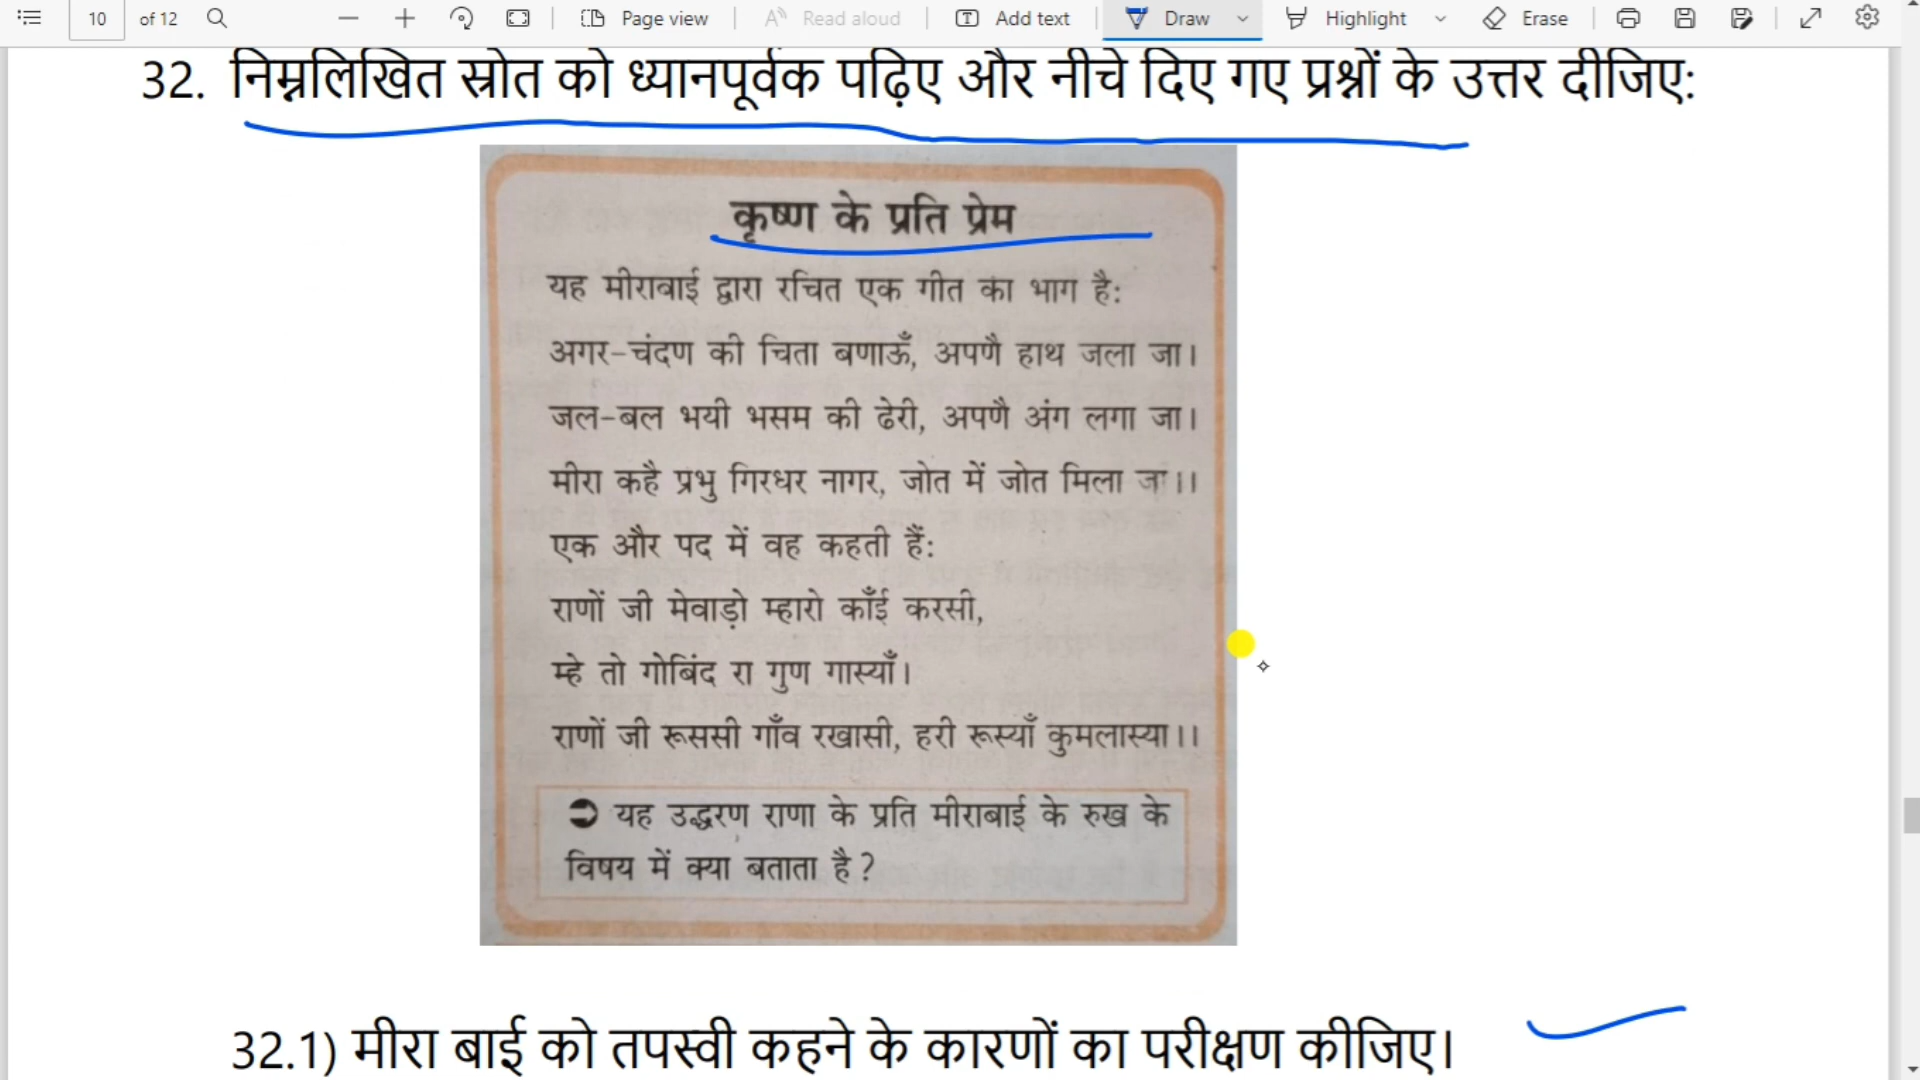 10 of 12 Page view Read aloud Add text Draw Highlight Erase
32. निम्नलिखित स्रोत को ध्यानपूर्वक पढ़िए और नीचे दिए गए प्रश्नों के उत्तर दीजिए:
कृष्ण के प्रति प्रेम
यह मीराबाई द्वारा रचित एक गीत का भाग है:
अगर-चंदण की चिता बणाऊँ, अपणै हाथ जला जा।
जल-बल भयी भसम की ढेरी, अपणै अंग लगा जा।
मीरा कहै प्रभु गिरधर नागर, जोत में जोत मिला जा।।
एक और पद में वह कहती हैं:
राणों जी मेवाड़ो म्हारो काँई करसी,
म्हे तो गोबिंद रा गुण गास्याँ।
राणों जी रूससी गाँव रखासी, हरी रूस्याँ कुमलास्या।।
➲ यह उद्धरण राणा के प्रति मीराबाई के रुख के
विषय में क्या बताता है?
32.1) मीरा बाई को तपस्वी कहने के कारणों का परीक्षण कीजिए।